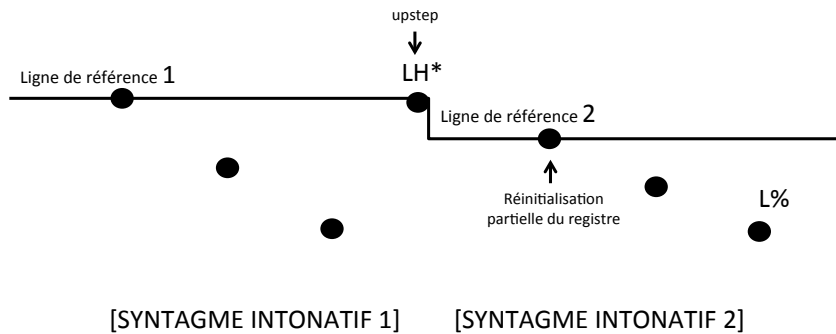 upstep
LH*
Ligne de référence 1
Ligne de référence 2
Réinitialisation
partielle du registre
L%
[SYNTAGME INTONATIF 1]
[SYNTAGME INTONATIF 2]